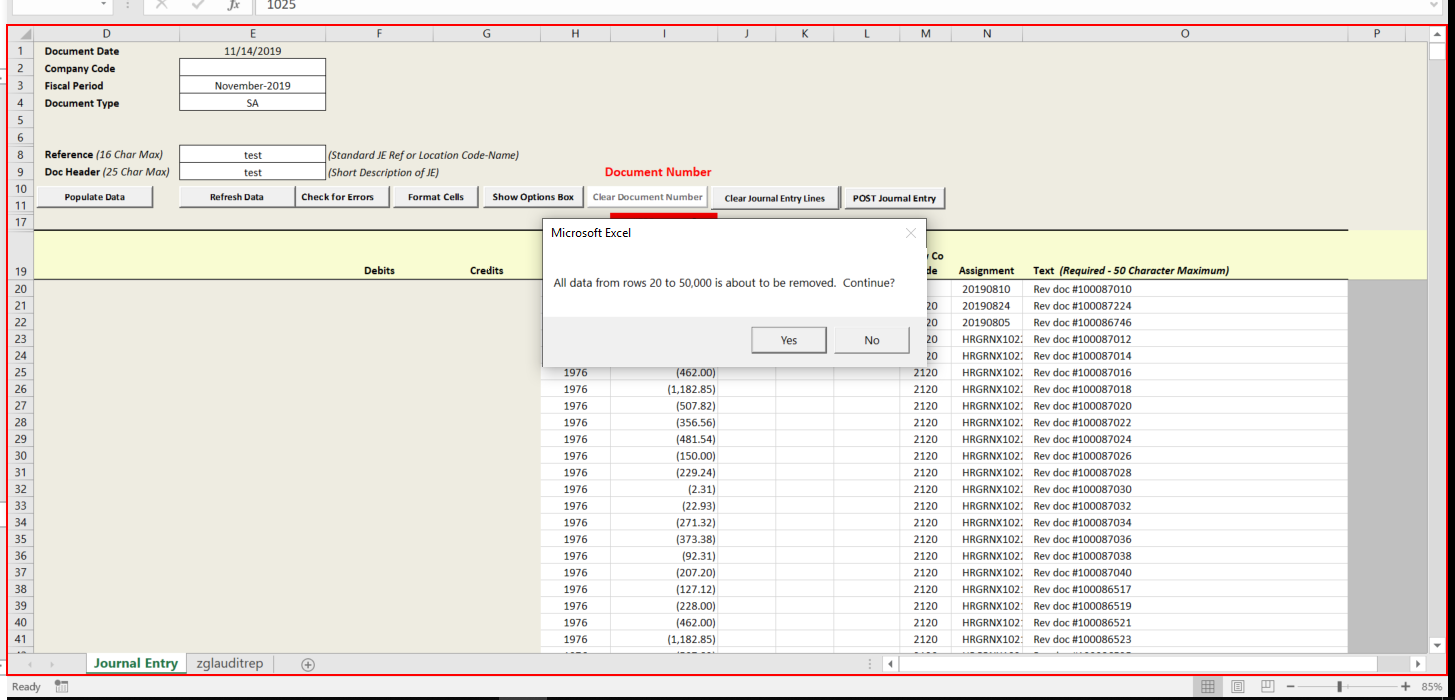 1025
D E F G H I J K L M N O P
1 Document Date 11/14/2019
2 Company Code
3 Fiscal Period November-2019
4 Document Type SA
5
6
8 Reference (16 Char Max) test (Standard JE Ref or Location Code-Name)
9 Doc Header (25 Char Max) test (Short Description of JE) Document Number
10
Populate Data Refresh Data Check for Errors Format Cells Show Options Box Clear Document Number Clear Journal Entry Lines POST Journal Entry
11
17
Microsoft Excel
All data from rows 20 to 50,000 is about to be removed. Continue?
Yes No
Co
19 Debits Credits de Assignment Text (Required - 50 Character Maximum)
20 20190810 Rev doc #100087010
21 20 20190824 Rev doc #100087224
22 20 20190805 Rev doc #100086746
23 20 HRGRNX102 Rev doc #100087012
24 20 HRGRNX102 Rev doc #100087014
25 1976 (462.00) 2120 HRGRNX102 Rev doc #100087016
26 1976 (1,182.85) 2120 HRGRNX102 Rev doc #100087018
27 1976 (507.82) 2120 HRGRNX102 Rev doc #100087020
28 1976 (356.56) 2120 HRGRNX102 Rev doc #100087022
29 1976 (481.54) 2120 HRGRNX102 Rev doc #100087024
30 1976 (150.00) 2120 HRGRNX102 Rev doc #100087026
31 1976 (229.24) 2120 HRGRNX102 Rev doc #100087028
32 1976 (2.31) 2120 HRGRNX102 Rev doc #100087030
33 1976 (22.93) 2120 HRGRNX102 Rev doc #100087032
34 1976 (271.32) 2120 HRGRNX102 Rev doc #100087034
35 1976 (373.38) 2120 HRGRNX102 Rev doc #100087036
36 1976 (92.31) 2120 HRGRNX102 Rev doc #100087038
37 1976 (207.20) 2120 HRGRNX102 Rev doc #100087040
38 1976 (127.12) 2120 HRGRNX102 Rev doc #100086517
39 1976 (228.00) 2120 HRGRNX102 Rev doc #100086519
40 1976 (462.00) 2120 HRGRNX102 Rev doc #100086521
41 1976 (1,182.85) 2120 HRGRNX102 Rev doc #100086523
Journal Entry zglauditrep
Ready 85%